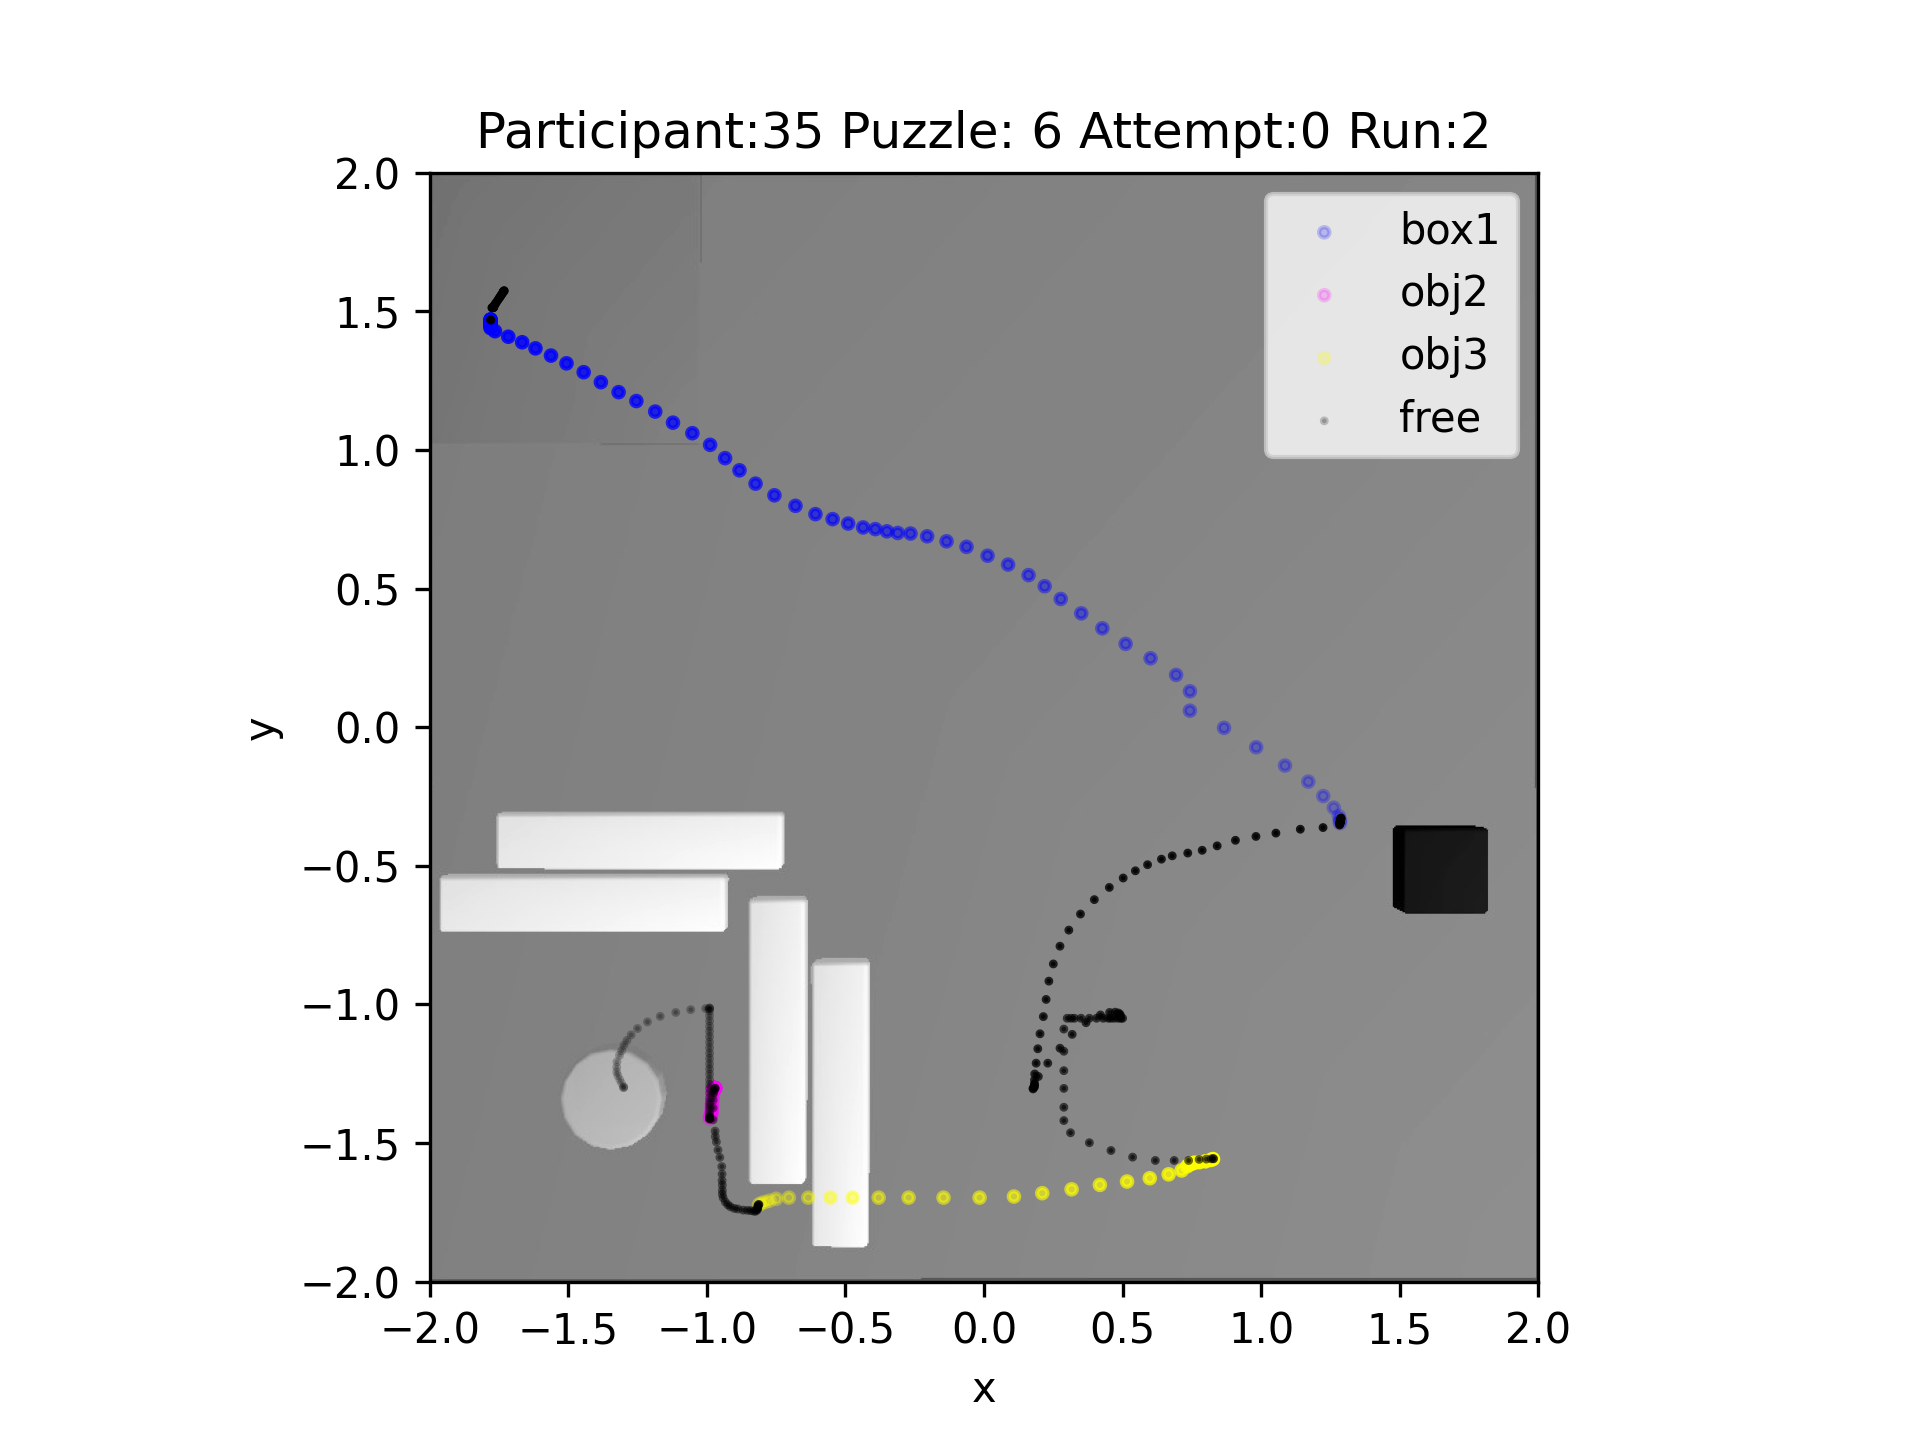 Participant:35 Puzzle: 6 Attempt:0 Run:2
2.0
1.5
1.0
0.5
0.0
−0.5
−1.0
−1.5
−2.0
y
box1
obj2
obj3
free
−2.0 −1.5 −1.0 −0.5 0.0 0.5 1.0 1.5 2.0
x